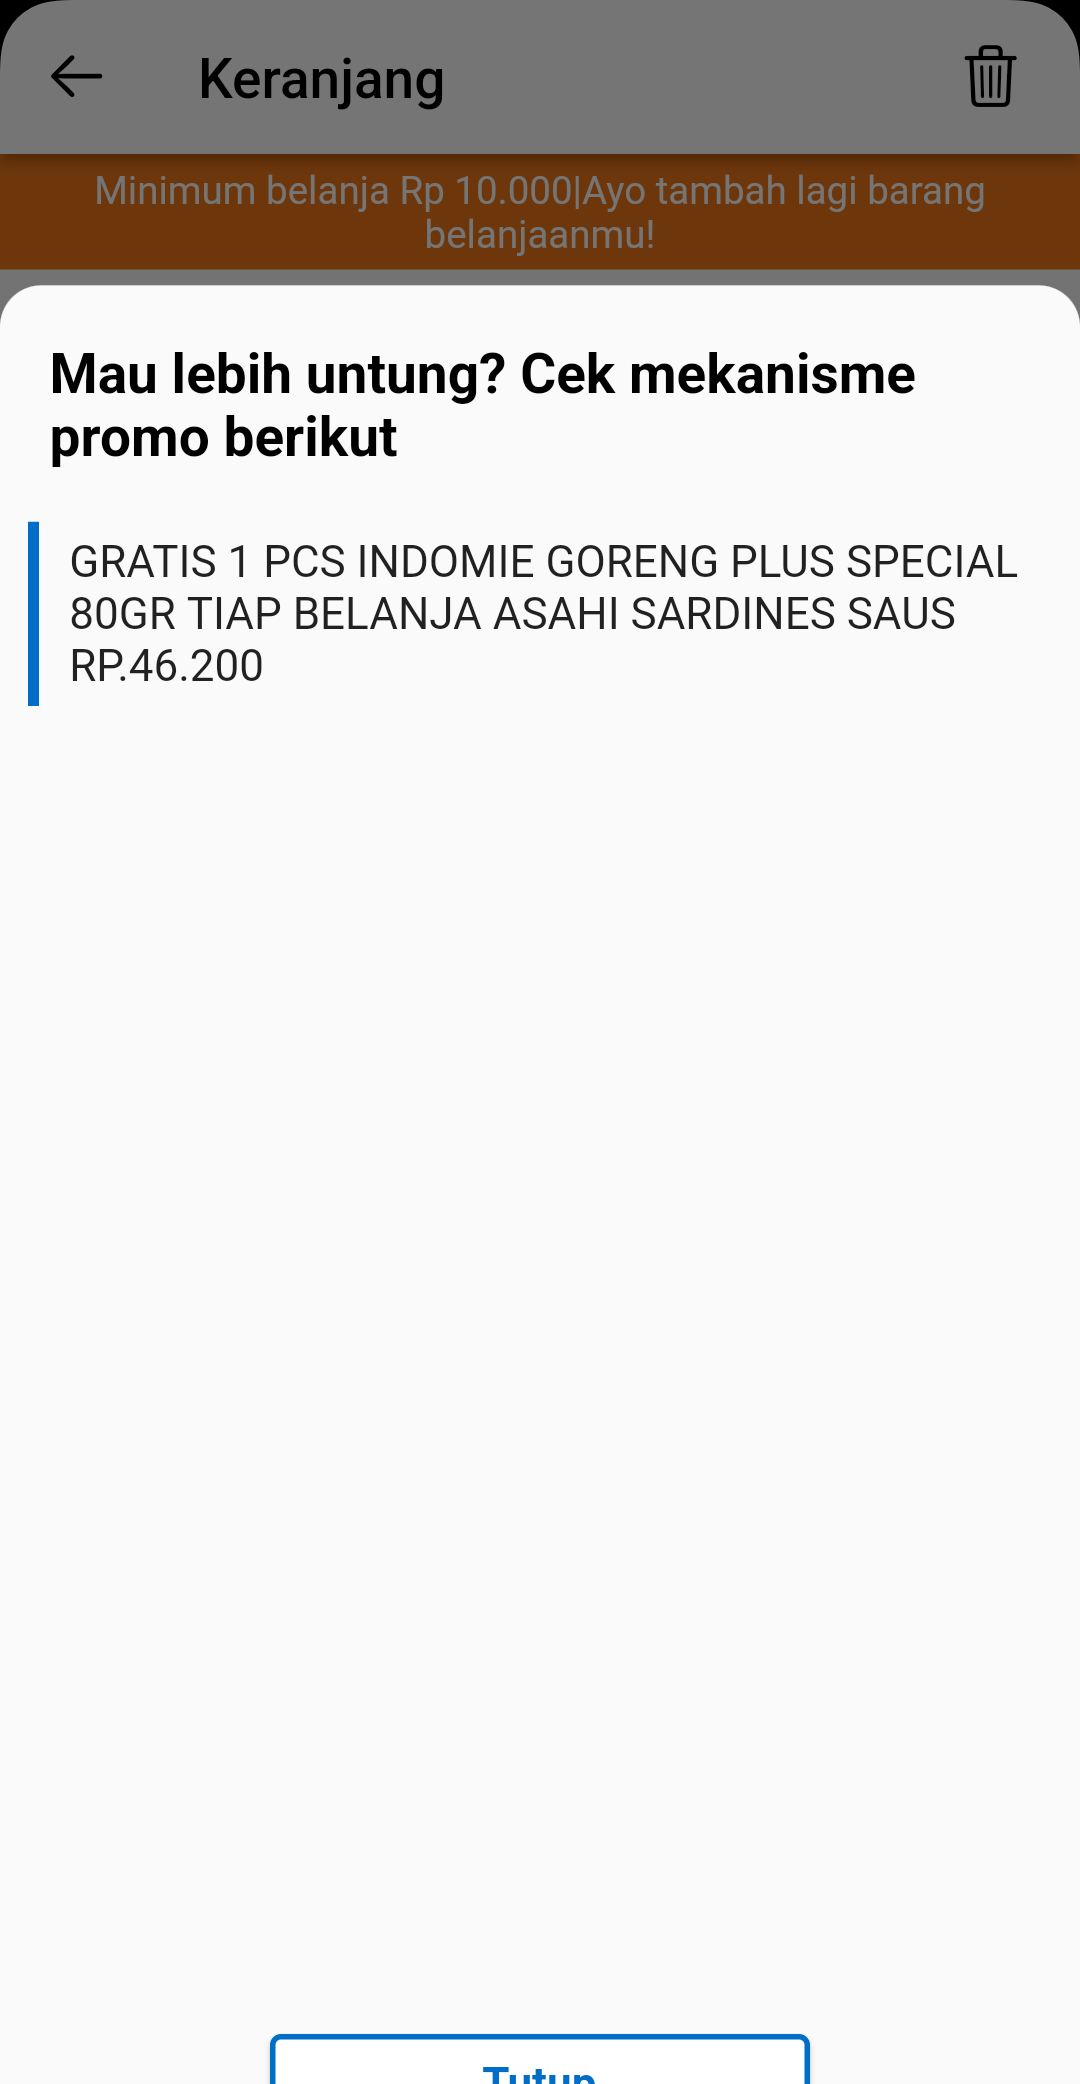 Keranjang
Minimum belanja Rp 10.000|Ayo tambah lagi barang
belanjaanmu!
Mau lebih untung? Cek mekanisme
promo berikut
GRATIS 1 PCS INDOMIE GORENG PLUS SPECIAL
80GR TIAP BELANJA ASAHI SARDINES SAUS
RP.46.200
Tutup